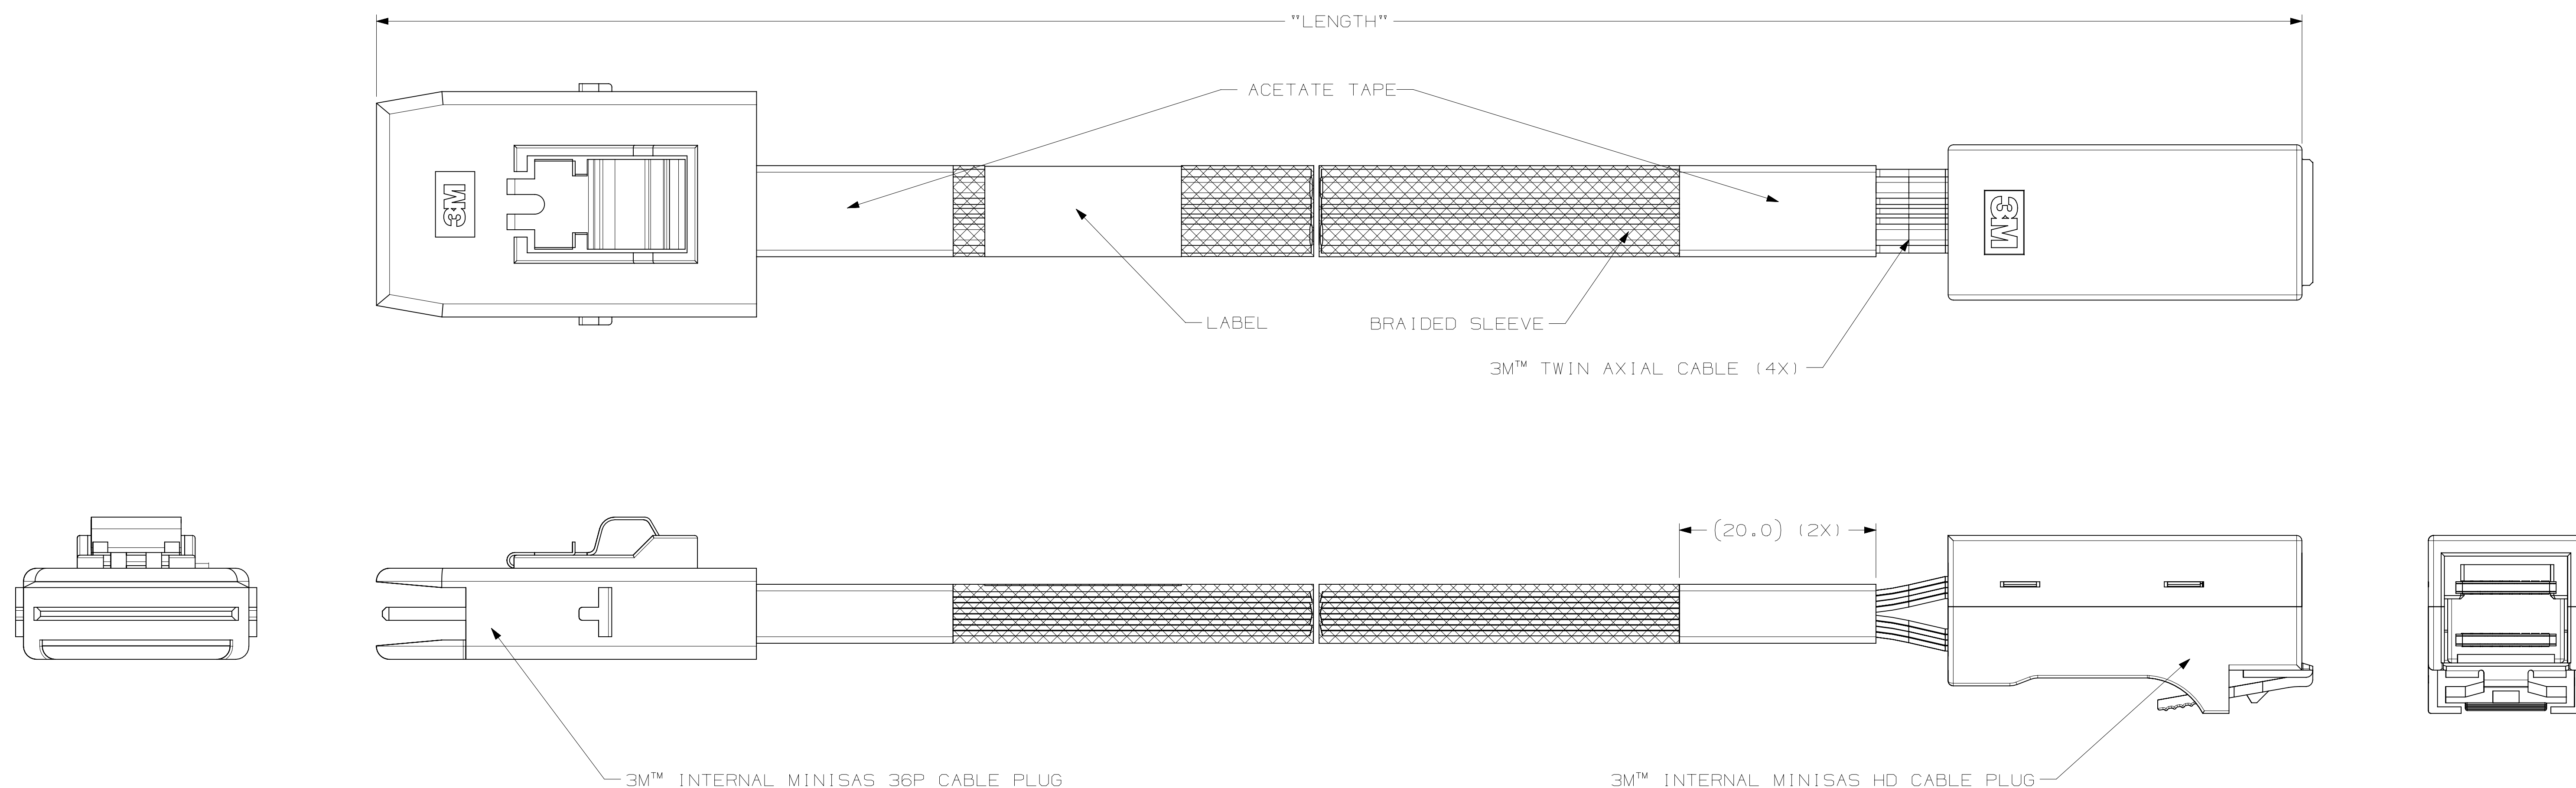 "LENGTH"
ACETATE TAPE
3M
3M
LABEL
BRAIDED SLEEVE
3M™ TWIN AXIAL CABLE (4X)
(20.0) (2X)
3M™ INTERNAL MINISAS 36P CABLE PLUG
3M™ INTERNAL MINISAS HD CABLE PLUG